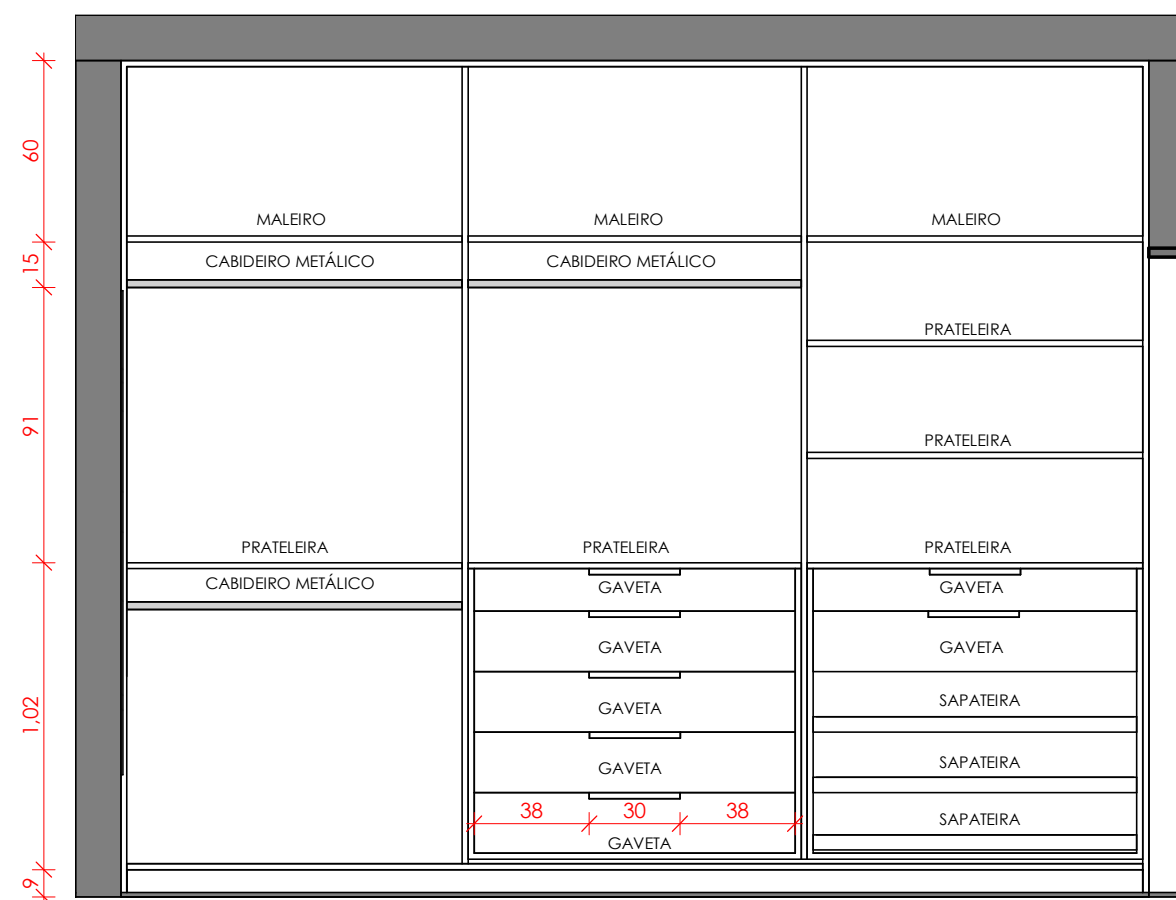 60
MALEIRO
MALEIRO
MALEIRO
15
CABIDEIRO METÁLICO
CABIDEIRO METÁLICO
PRATELEIRA
91
PRATELEIRA
PRATELEIRA
PRATELEIRA
PRATELEIRA
CABIDEIRO METÁLICO
GAVETA
GAVETA
GAVETA
GAVETA
1,02
GAVETA
SAPATEIRA
GAVETA
SAPATEIRA
38
30
38
SAPATEIRA
GAVETA
9